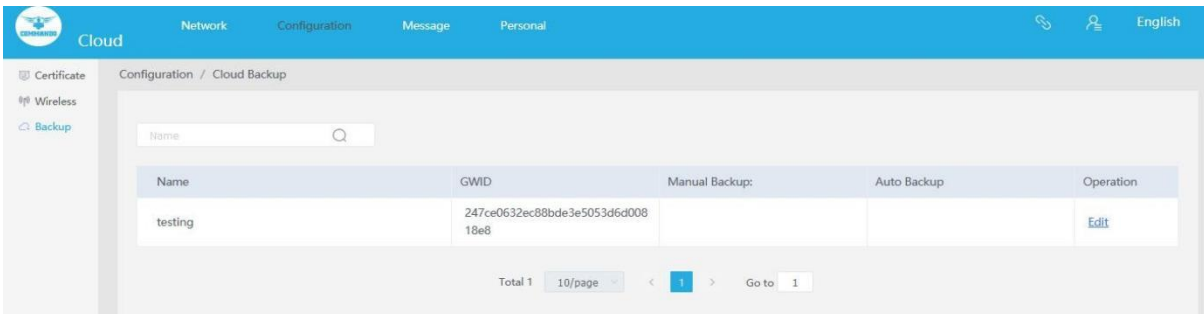 COMMANDO
Cloud Network Configuration Message Personal English
Certificate
Wireless
Backup
Configuration / Cloud Backup
Name
Name GWID Manual Backup: Auto Backup Operation
testing 247ce0632ec88bde3e5053d6d008
18e8 Edit
Total 1 10/page < 1 > Go to 1